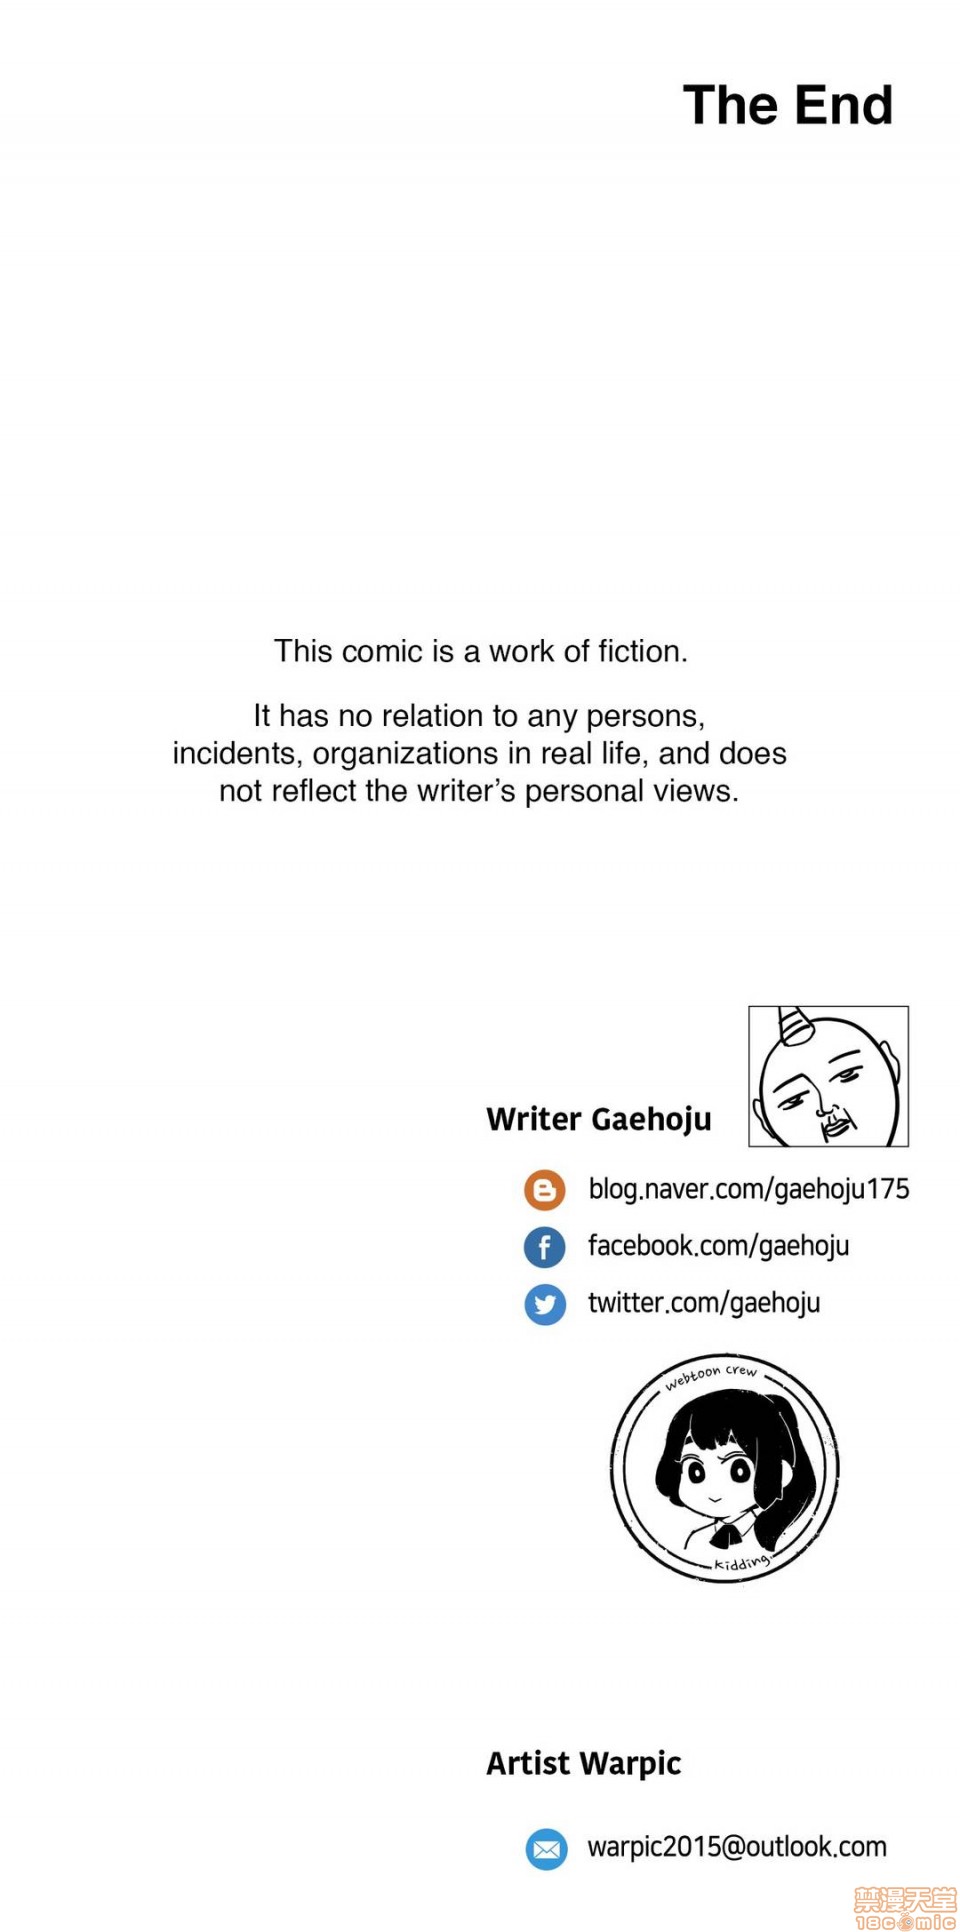 The End
This comic is a work of fiction.
It has no relation to any persons,
incidents, organizations in real life, and does
not reflect the writer’s personal views.
Writer Gaehoju
blog.naver.com/gaehoju175
facebook.com/gaehoju
twitter.com/gaehoju
webtoon crew
kidding
Artist Warpic
warpic2015@outlook.com
禁漫天堂
18comic